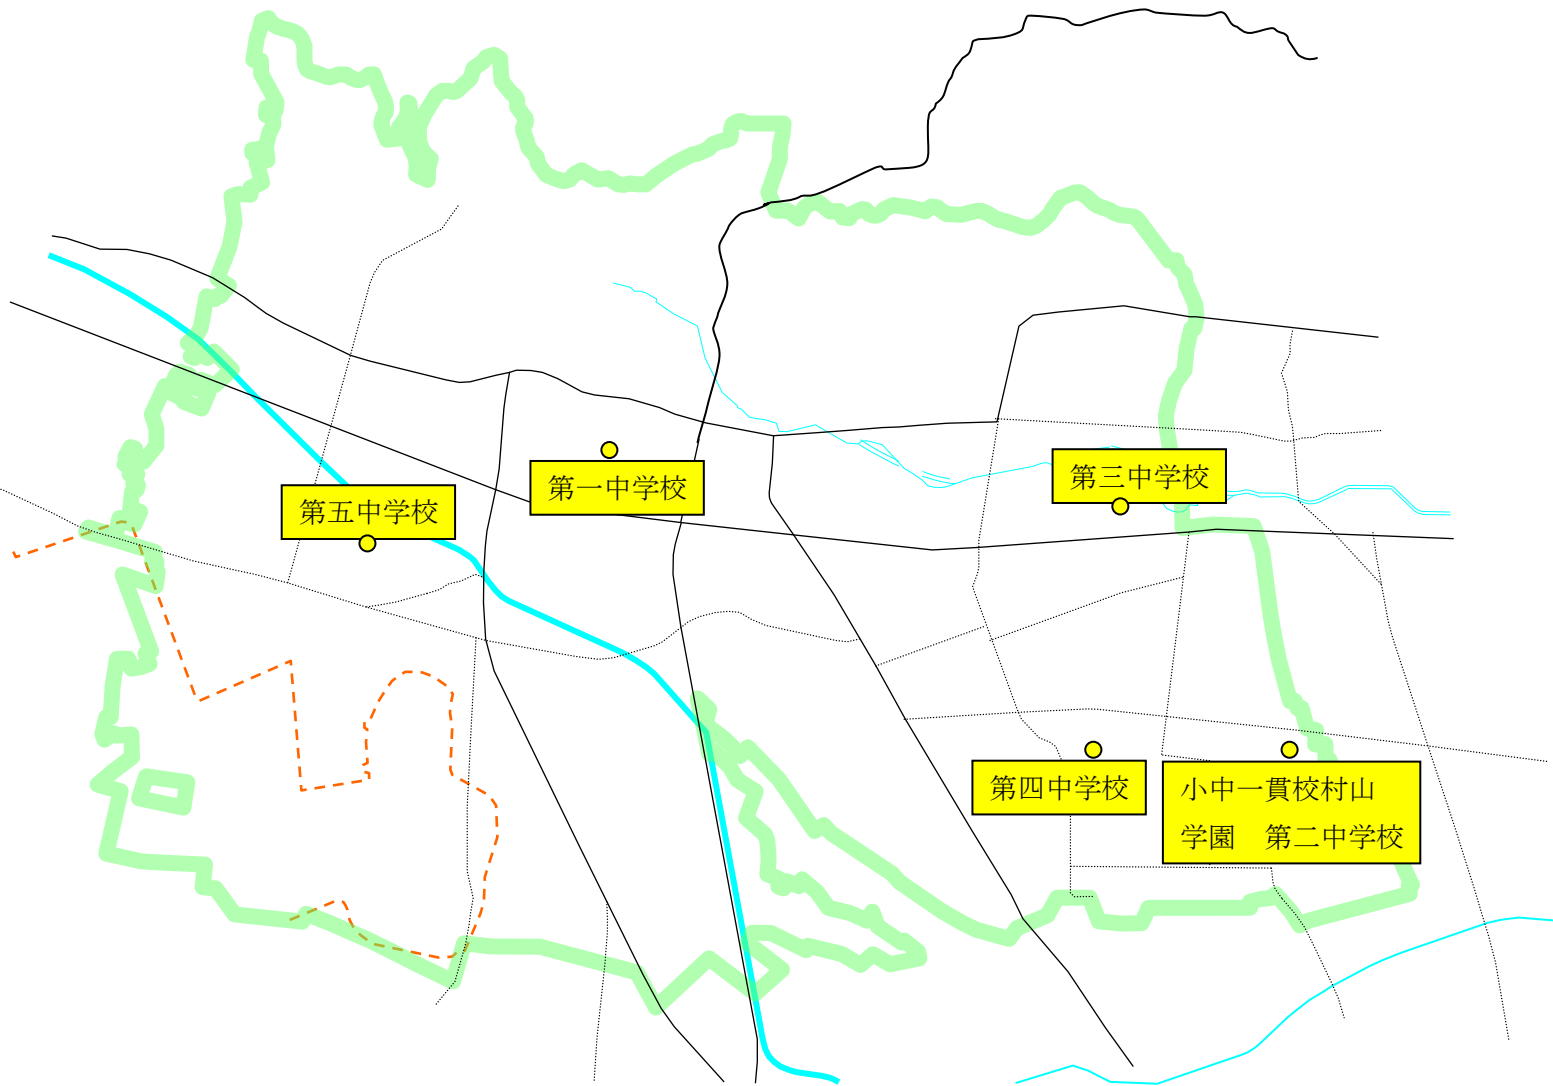 第一中学校
第三中学校
第五中学校
第四中学校
小中一貫校村山
学園　第二中学校